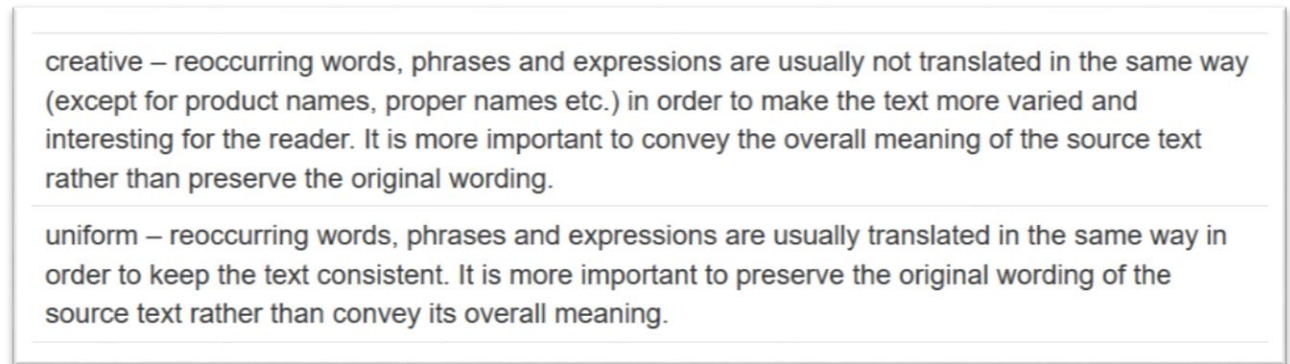 creative – reoccurring words, phrases and expressions are usually not translated in the same way
(except for product names, proper names etc.) in order to make the text more varied and
interesting for the reader. It is more important to convey the overall meaning of the source text
rather than preserve the original wording.
uniform – reoccurring words, phrases and expressions are usually translated in the same way in
order to keep the text consistent. It is more important to preserve the original wording of the
source text rather than convey its overall meaning.